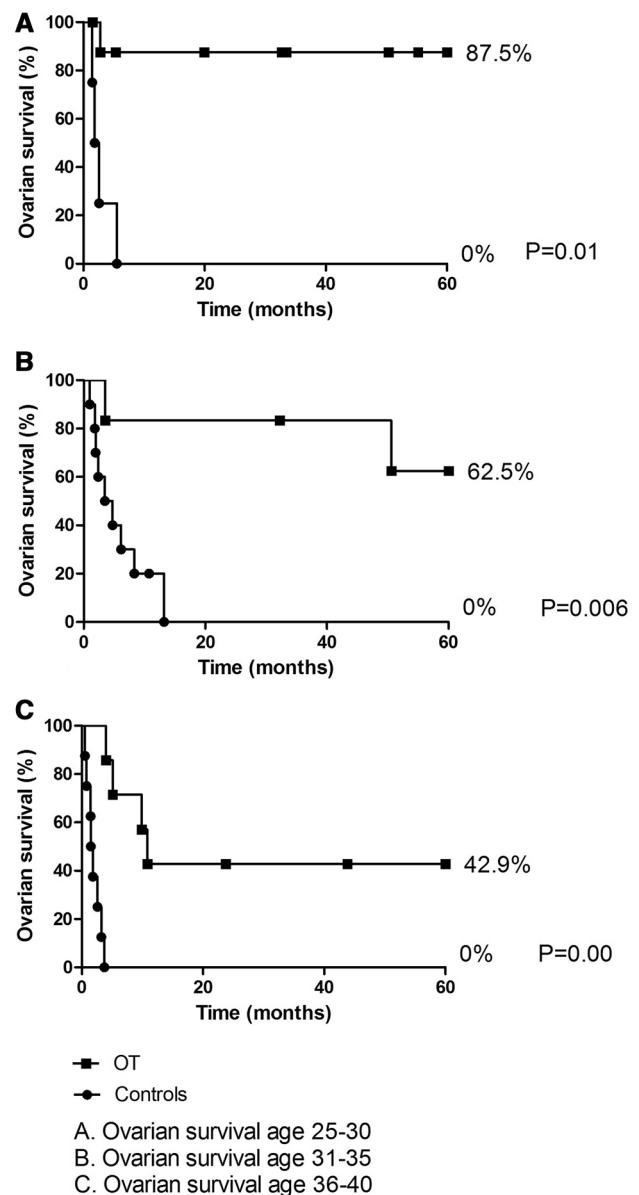 A
Ovarian survival (%)
100
80
60
40
20
0
87.5%
0% P=0.01
0 20 40 60
Time (months)
B
Ovarian survival (%)
100
80
60
40
20
0
62.5%
0% P=0.006
0 20 40 60
Time (months)
C
Ovarian survival (%)
100
80
60
40
20
0
42.9%
0% P=0.00
0 20 40 60
Time (months)
OT
Controls
A. Ovarian survival age 25-30
B. Ovarian survival age 31-35
C. Ovarian survival age 36-40